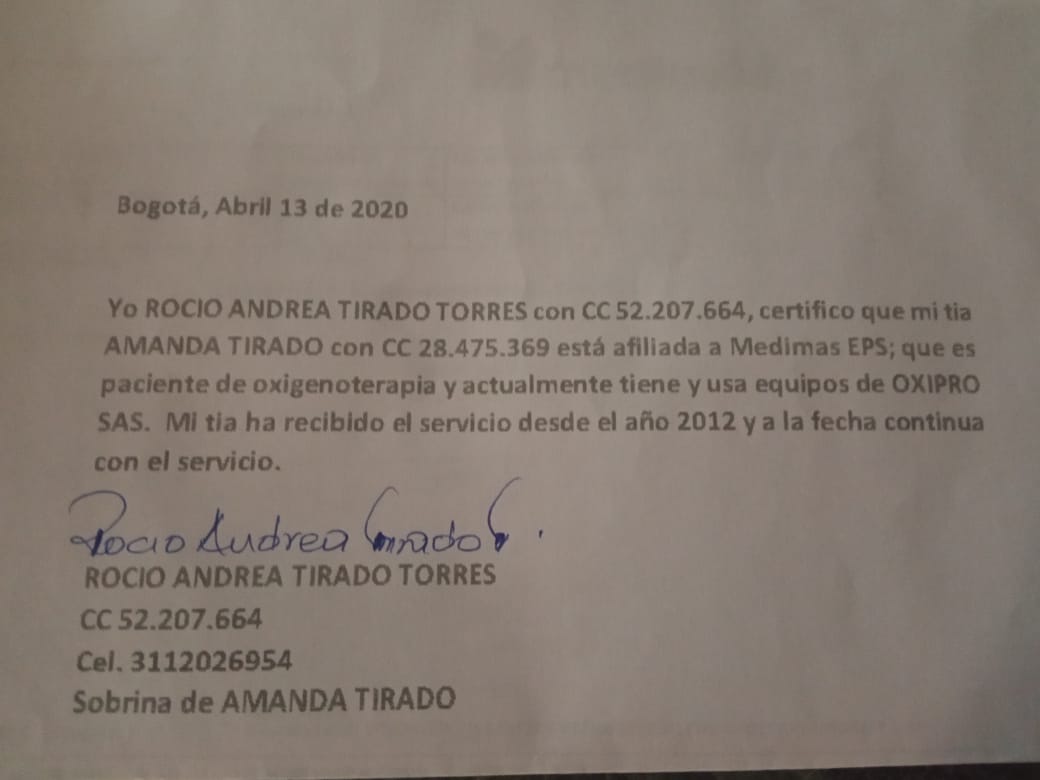 Bogotá, Abril 13 de 2020
Yo ROCIO ANDREA TIRADO TORRES con CC 52.207.664, certifico que mi tia
AMANDA TIRADO con CC 28.475.369 está afiliada a Medimas EPS; que es
paciente de oxigenoterapia y actualmente tiene y usa equipos de OXIPRO
SAS. Mi tia ha recibido el servicio desde el año 2012 y a la fecha continua
con el servicio.
Rocio Andrea Tirado T.
ROCIO ANDREA TIRADO TORRES
CC 52.207.664
Cel. 3112026954
Sobrina de AMANDA TIRADO